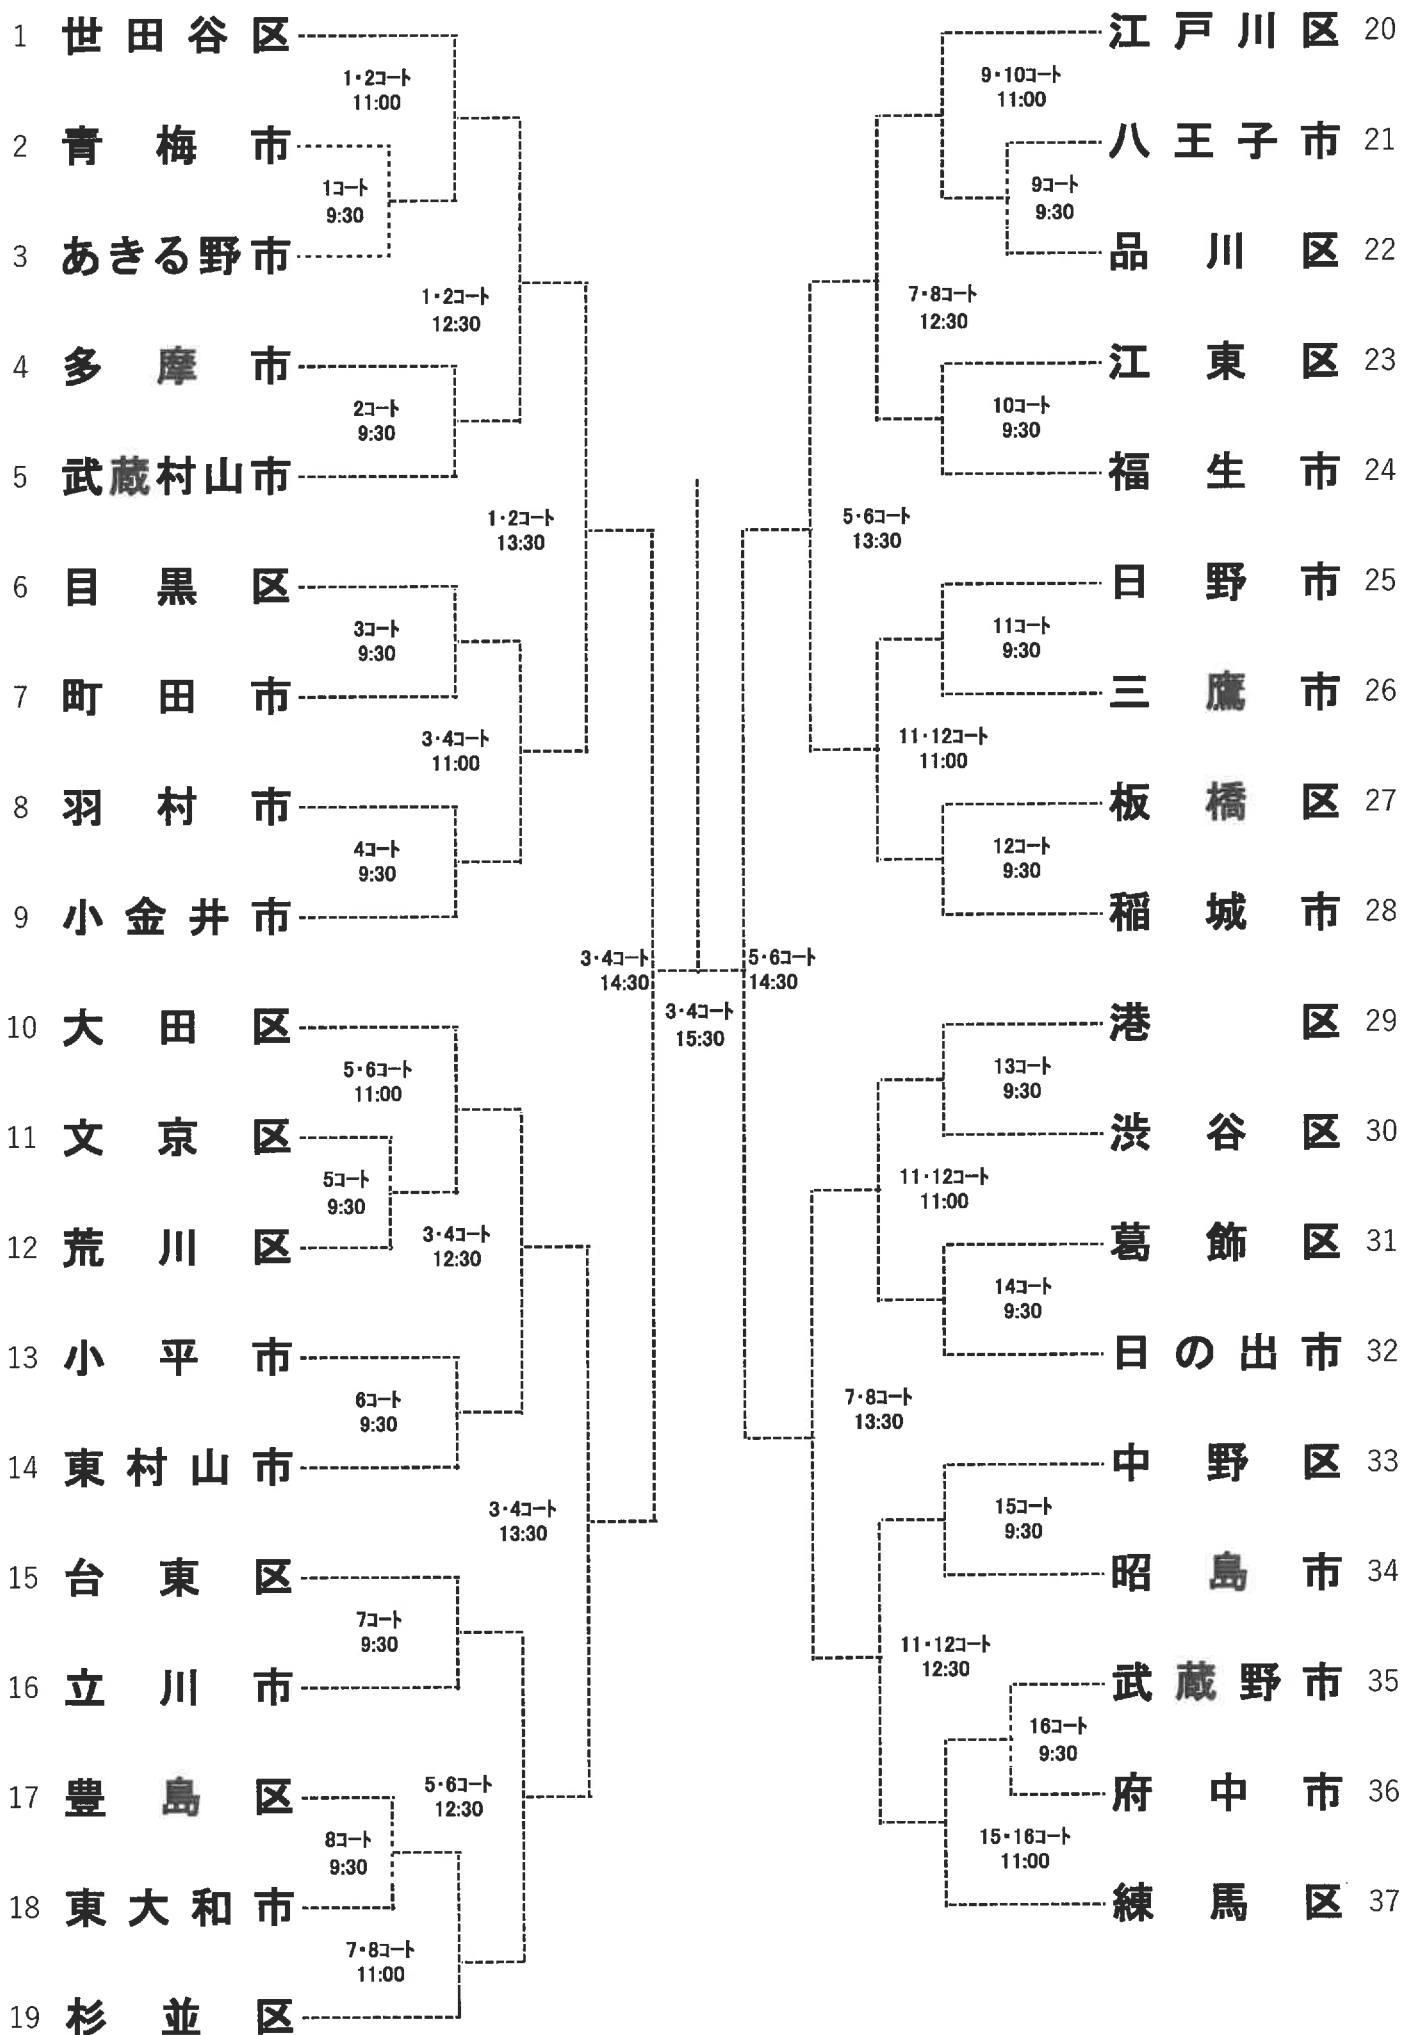 1 世田谷区
1・2コート
11:00
2 青梅市
1コート
9:30
3 あきる野市
1・2コート
12:30
4 多摩市
2コート
9:30
5 武蔵村山市
1・2コート
13:30
6 目黒区
3コート
9:30
7 町田市
3・4コート
11:00
8 羽村市
4コート
9:30
9 小金井市
3・4コート
14:30
10 大田区
5・6コート
11:00
11 文京区
5コート
9:30
12 荒川区
3・4コート
12:30
13 小平市
6コート
9:30
14 東村山市
3・4コート
13:30
15 台東区
7コート
9:30
16 立川市
5・6コート
12:30
17 豊島区
8コート
9:30
18 東大和市
7・8コート
11:00
19 杉並区
3・4コート
15:30
江戸川区 20
9・10コート
11:00
八王子市 21
9コート
9:30
品川区 22
7・8コート
12:30
江東区 23
10コート
9:30
福生市 24
5・6コート
13:30
日野市 25
11コート
9:30
三鷹市 26
11・12コート
11:00
板橋区 27
12コート
9:30
稲城市 28
5・6コート
14:30
港区 29
13コート
9:30
渋谷区 30
11・12コート
11:00
葛飾区 31
14コート
9:30
日の出市 32
7・8コート
13:30
中野区 33
15コート
9:30
昭島市 34
11・12コート
12:30
武蔵野市 35
16コート
9:30
府中市 36
15・16コート
11:00
練馬区 37